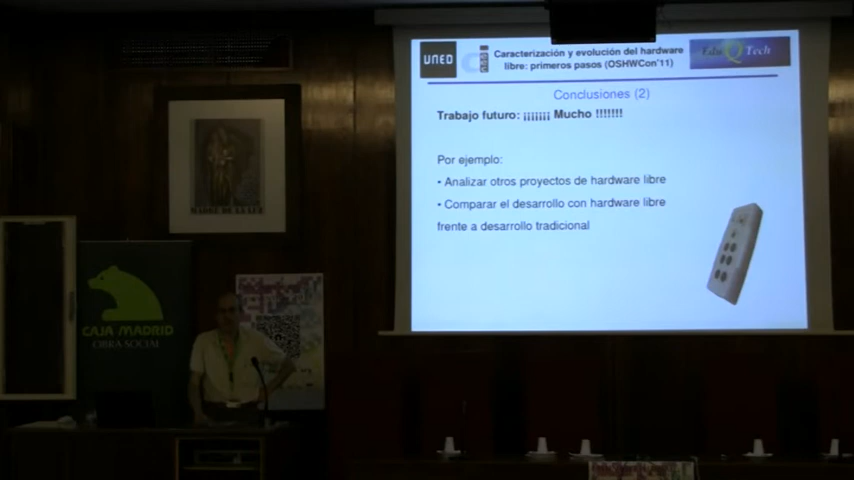 UNED
Caracterización y evolución del hardware
libre: primeros pasos (OSHWCon'11)
EduQTech
Conclusiones (2)
Trabajo futuro: ¡¡¡¡¡¡¡ Mucho !!!!!!!
Por ejemplo:
• Analizar otros proyectos de hardware libre
• Comparar el desarrollo con hardware libre
frente a desarrollo tradicional
CAJA MADRID
OBRA SOCIAL